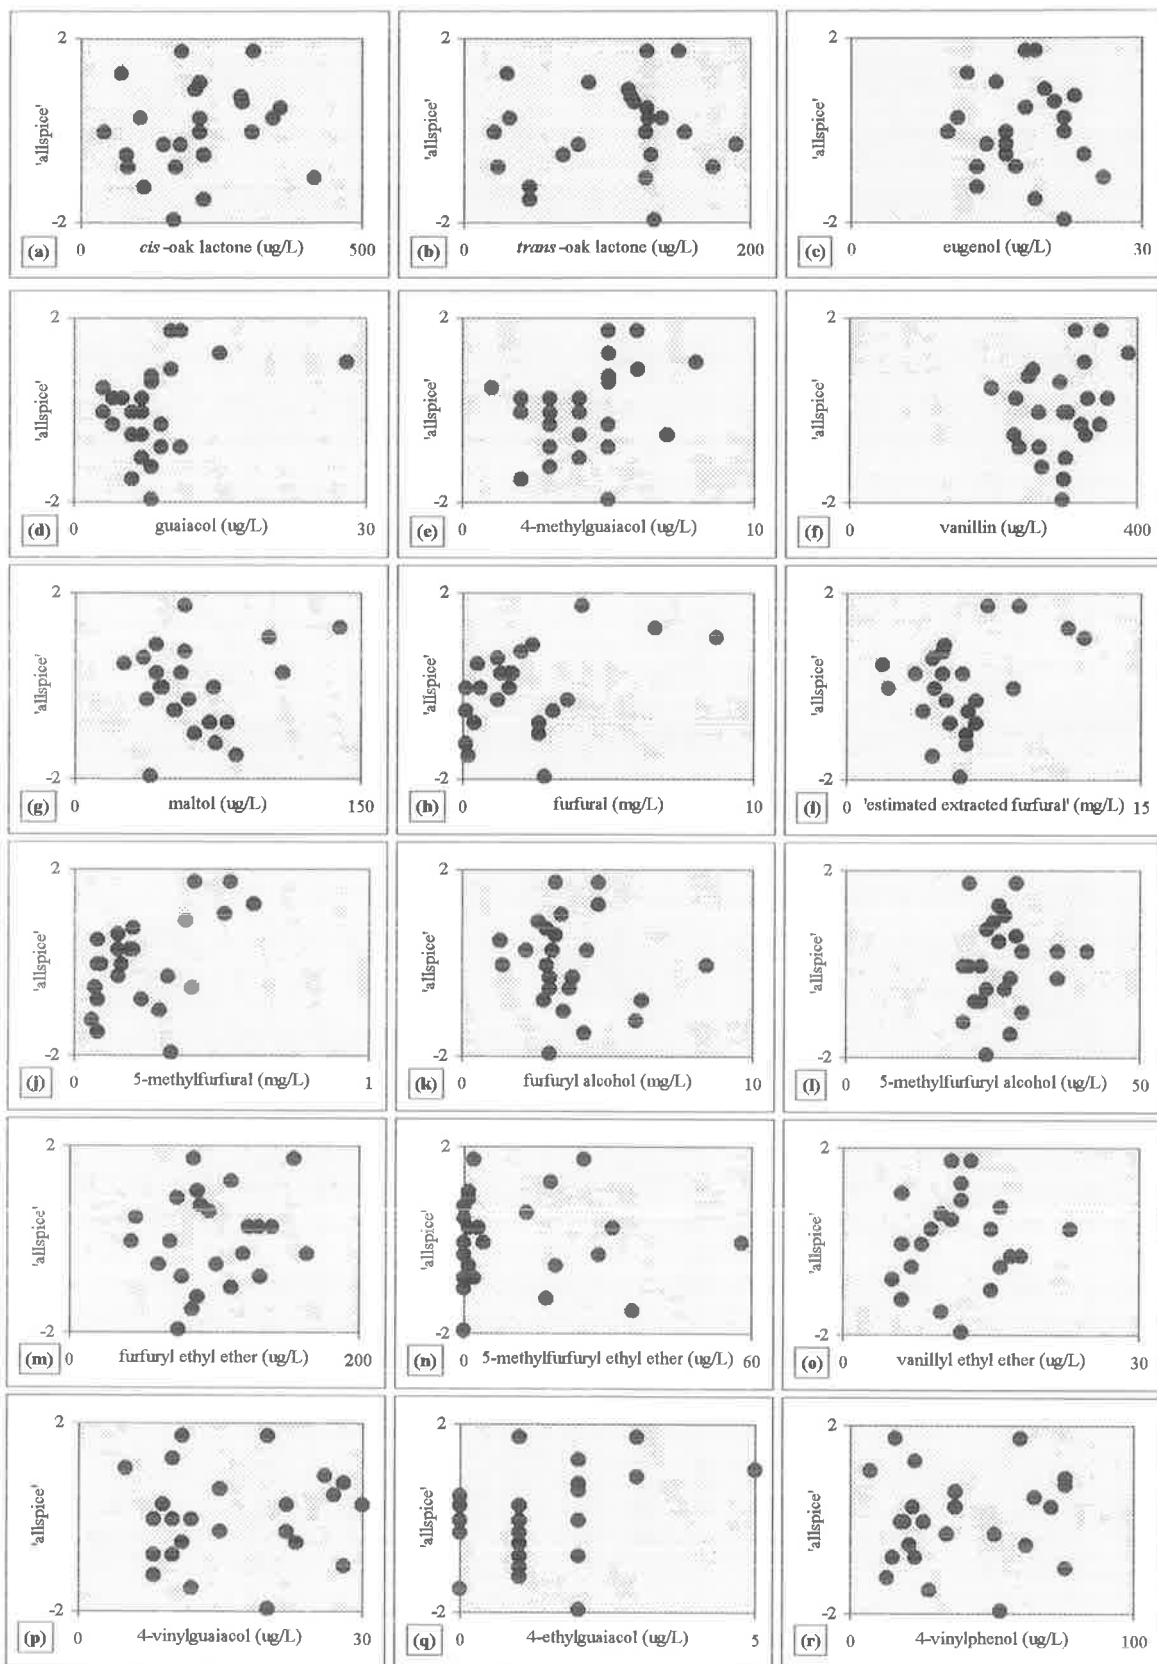 2 2 2
'allspice' 'allspice' 'allspice'
-2 -2 -2
(a) 0 cis -oak lactone (ug/L) 500 (b) 0 trans -oak lactone (ug/L) 200 (c) 0 eugenol (ug/L) 30
2 2 2
'allspice' 'allspice' 'allspice'
-2 -2 -2
(d) 0 guaiacol (ug/L) 30 (e) 0 4-methylguaiacol (ug/L) 10 (f) 0 vanillin (ug/L) 400
2 2 2
'allspice' 'allspice' 'allspice'
-2 -2 -2
(g) 0 maltol (ug/L) 150 (h) 0 furfural (mg/L) 10 (i) 0 'estimated extracted furfural' (mg/L) 15
2 2 2
'allspice' 'allspice' 'allspice'
-2 -2 -2
(j) 0 5-methylfurfural (mg/L) 1 (k) 0 furfuryl alcohol (mg/L) 10 (l) 0 5-methylfurfuryl alcohol (ug/L) 50
2 2 2
'allspice' 'allspice' 'allspice'
-2 -2 -2
(m) 0 furfuryl ethyl ether (ug/L) 200 (n) 0 5-methylfurfuryl ethyl ether (ug/L) 60 (o) 0 vanillyl ethyl ether (ug/L) 30
2 2 2
'allspice' 'allspice' 'allspice'
-2 -2 -2
(p) 0 4-vinylguaiacol (ug/L) 30 (q) 0 4-ethylguaiacol (ug/L) 5 (r) 0 4-vinylphenol (ug/L) 100